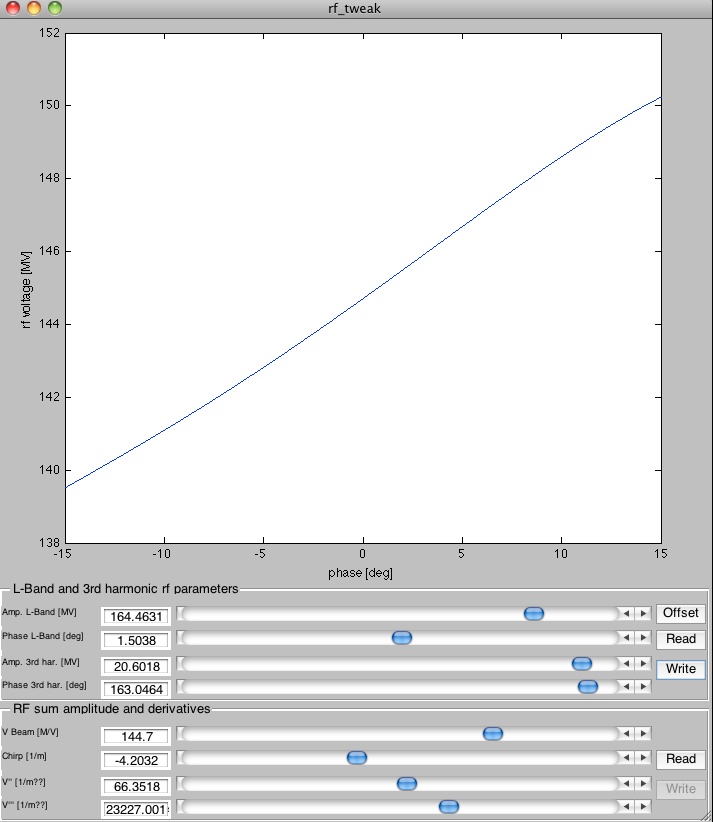 rf_tweak
152
150
148
146
144
142
140
138
rf voltage [MV]
-15
-10
-5
0
5
10
15
phase [deg]
L-Band and 3rd harmonic rf parameters
Amp. L-Band [MV] 164.4631 Offset
Phase L-Band [deg] 1.5038 Read
Amp. 3rd har. [MV] 20.6018 Write
Phase 3rd har. [deg] 163.0464
RF sum amplitude and derivatives
V Beam [M/V] 144.7
Chirp [1/m] -4.2032 Read
V'' [1/m??] 66.3518 Write
V''' [1/m??] 23227.001